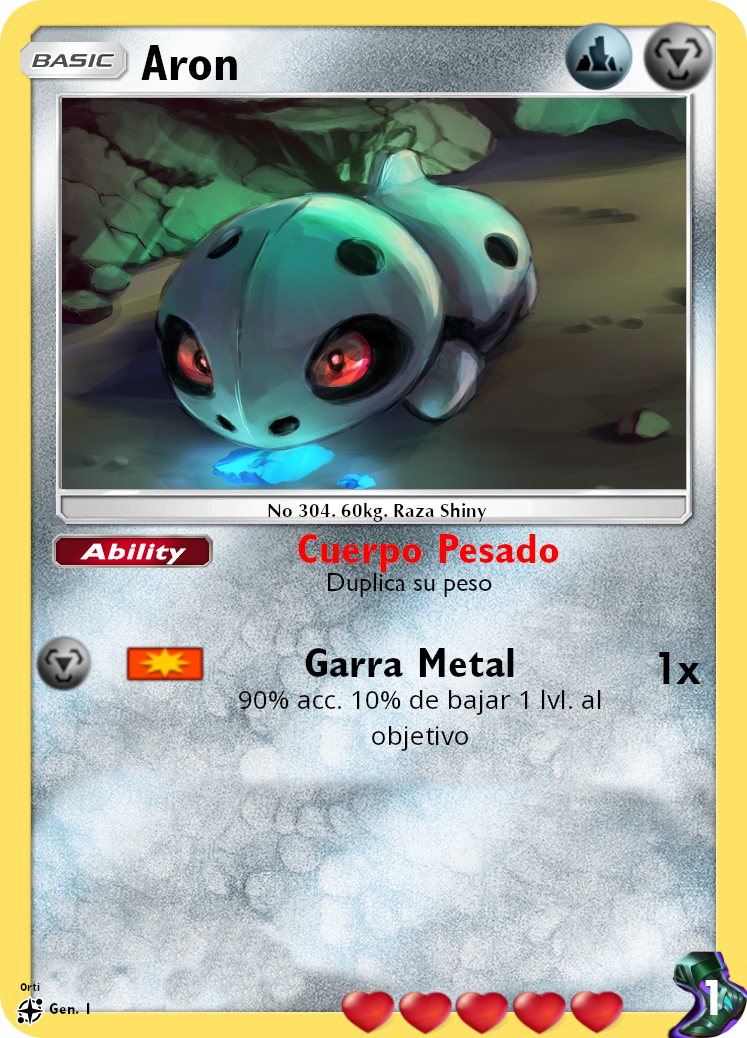 BASIC Aron
No 304. 60kg. Raza Shiny
Ability Cuerpo Pesado
Duplica su peso
Garra Metal 1x
90% acc. 10% de bajar 1 lvl. al
objetivo
Orti
Gen. I
1